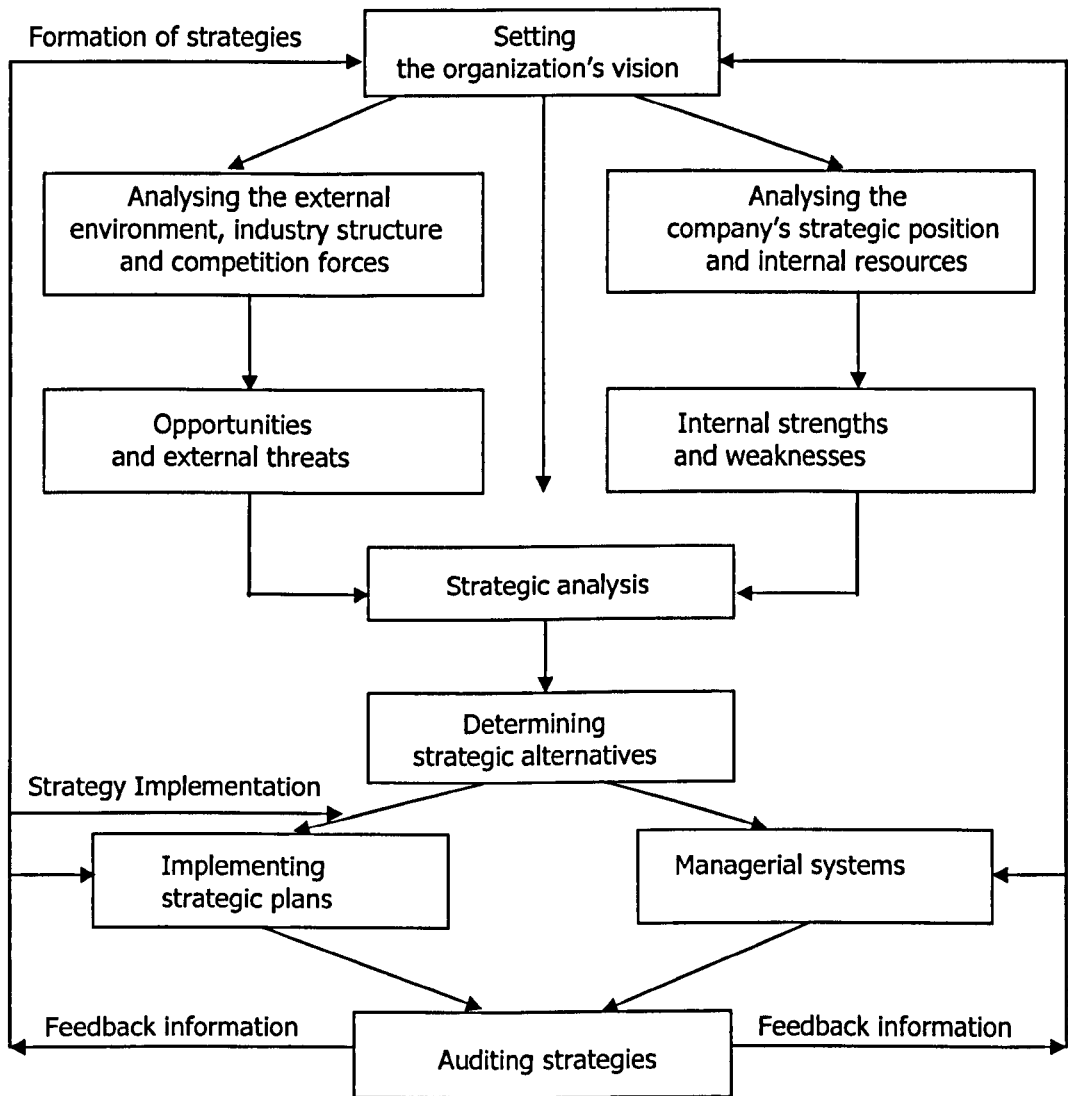 Formation of strategies
Setting
the organization's vision
Analysing the external
environment, industry structure
and competition forces
Analysing the
company's strategic position
and internal resources
Opportunities
and external threats
Internal strengths
and weaknesses
Strategic analysis
Determining
strategic alternatives
Strategy Implementation
Implementing
strategic plans
Managerial systems
Feedback information
Feedback information
Auditing strategies